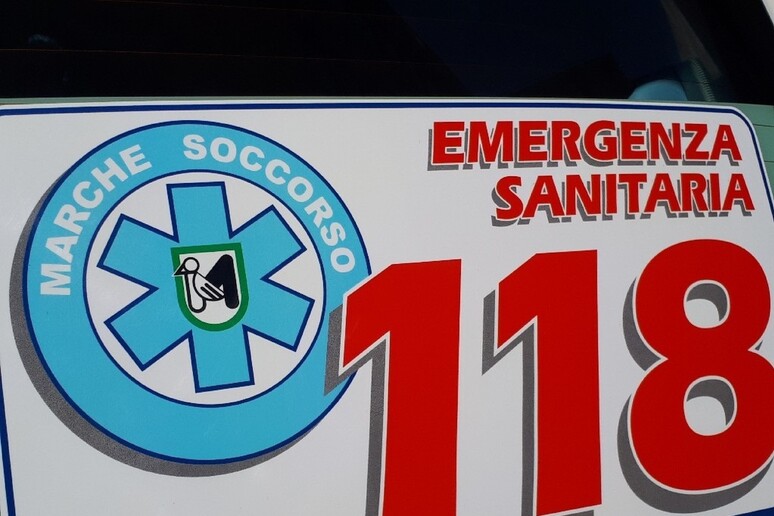 MARCHE SOCCORSO
EMERGENZA
SANITARIA
118